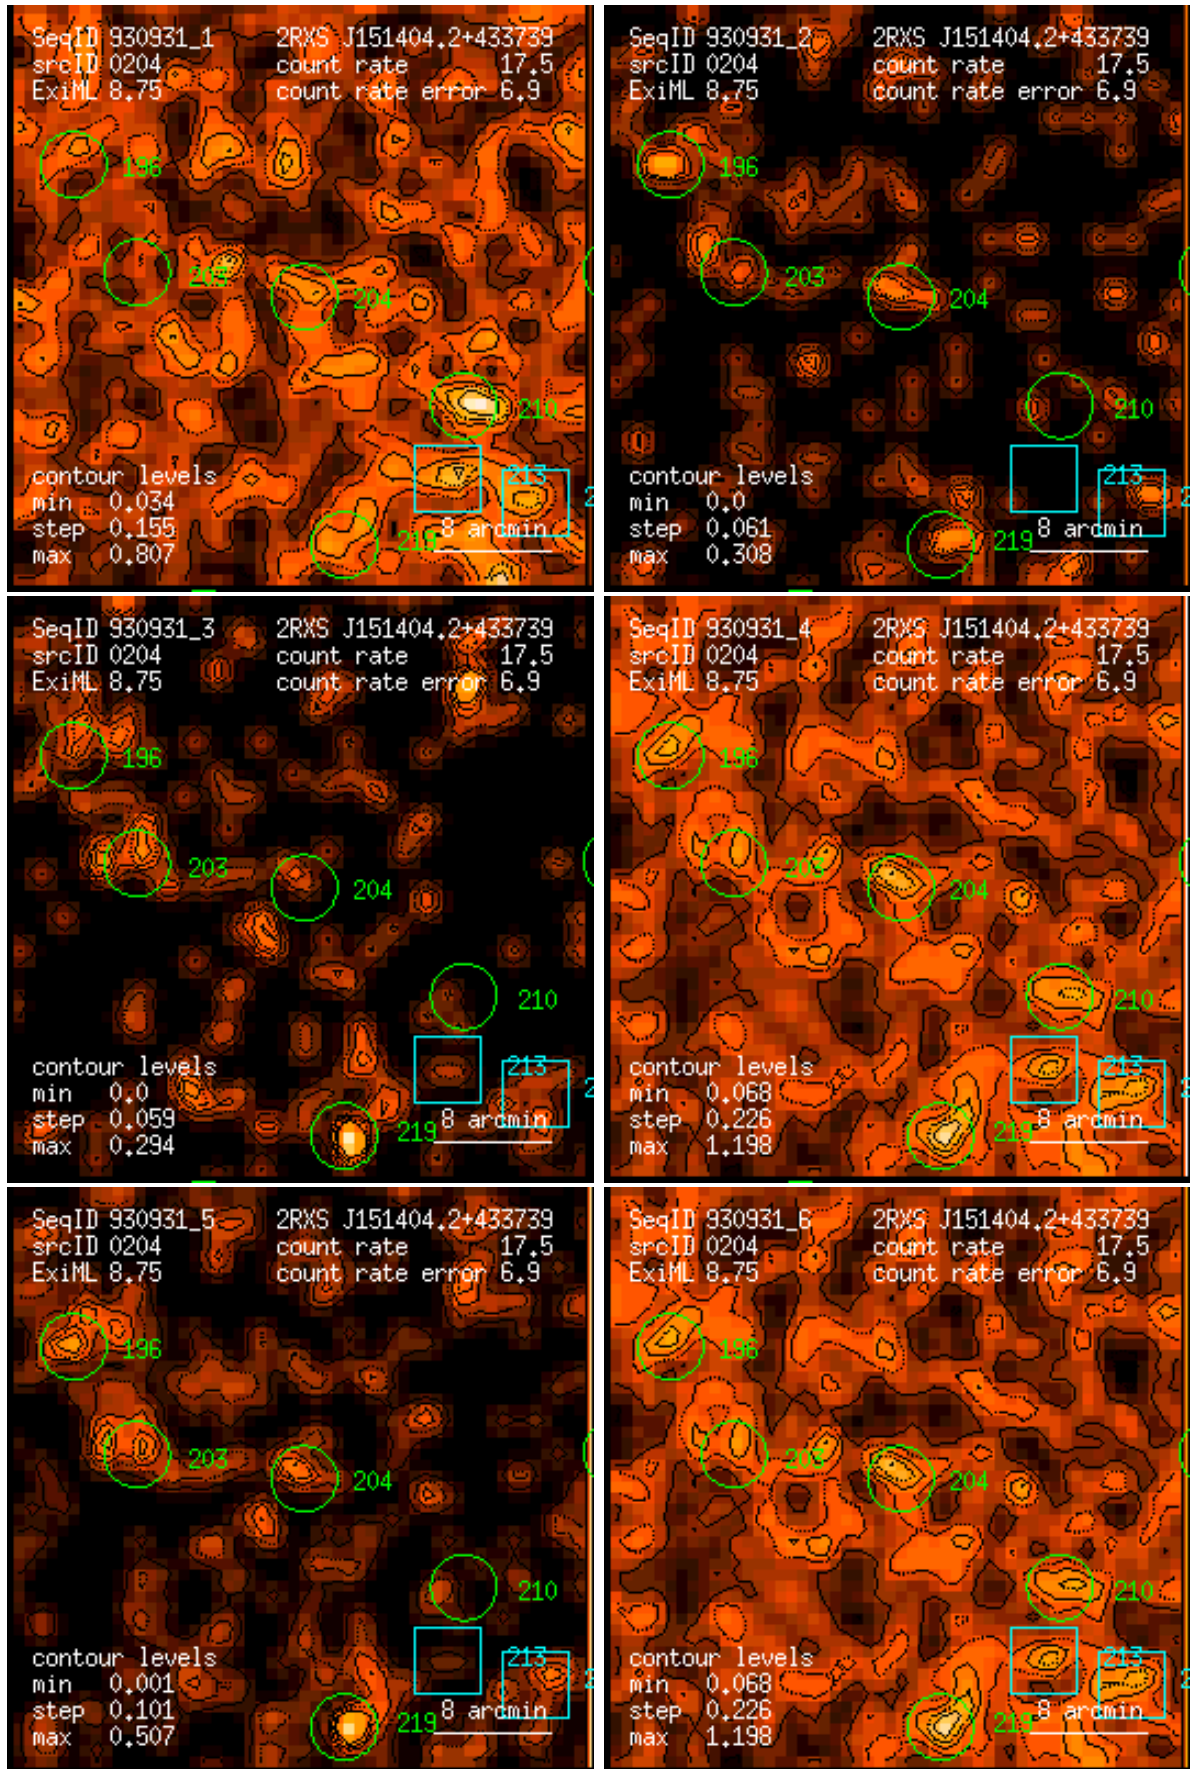 SeqID 930931_1 2RXS J151404.2+433739
srcID 0204 count rate 17.5
ExiML 8.75 count rate error 6.9
196
203
204
210
contour levels 213
min 0.034 2
step 0.155 8 arcmin
max 0.807 219
SeqID 930931_2 2RXS J151404.2+433739
srcID 0204 count rate 17.5
ExiML 8.75 count rate error 6.9
196
203
204
210
contour levels 213
min 0.0
step 0.061 8 arcmin
max 0.308 219
SeqID 930931_3 2RXS J151404.2+433739
srcID 0204 count rate 17.5
ExiML 8.75 count rate error 6.9
196
203
204
210
contour levels 213
min 0.0 2
step 0.059 8 arcmin
max 0.294 219
SeqID 930931_4 2RXS J151404.2+433739
srcID 0204 count rate 17.5
ExiML 8.75 count rate error 6.9
196
203
204
210
contour levels 213
min 0.068
step 0.226 8 arcmin
max 1.198 219
SeqID 930931_5 2RXS J151404.2+433739
srcID 0204 count rate 17.5
ExiML 8.75 count rate error 6.9
196
203
204
210
contour levels 213
min 0.001 2
step 0.101 8 arcmin
max 0.507 219
SeqID 930931_6 2RXS J151404.2+433739
srcID 0204 count rate 17.5
ExiML 8.75 count rate error 6.9
196
203
204
210
contour levels 213
min 0.068
step 0.226 8 arcmin
max 1.198 219